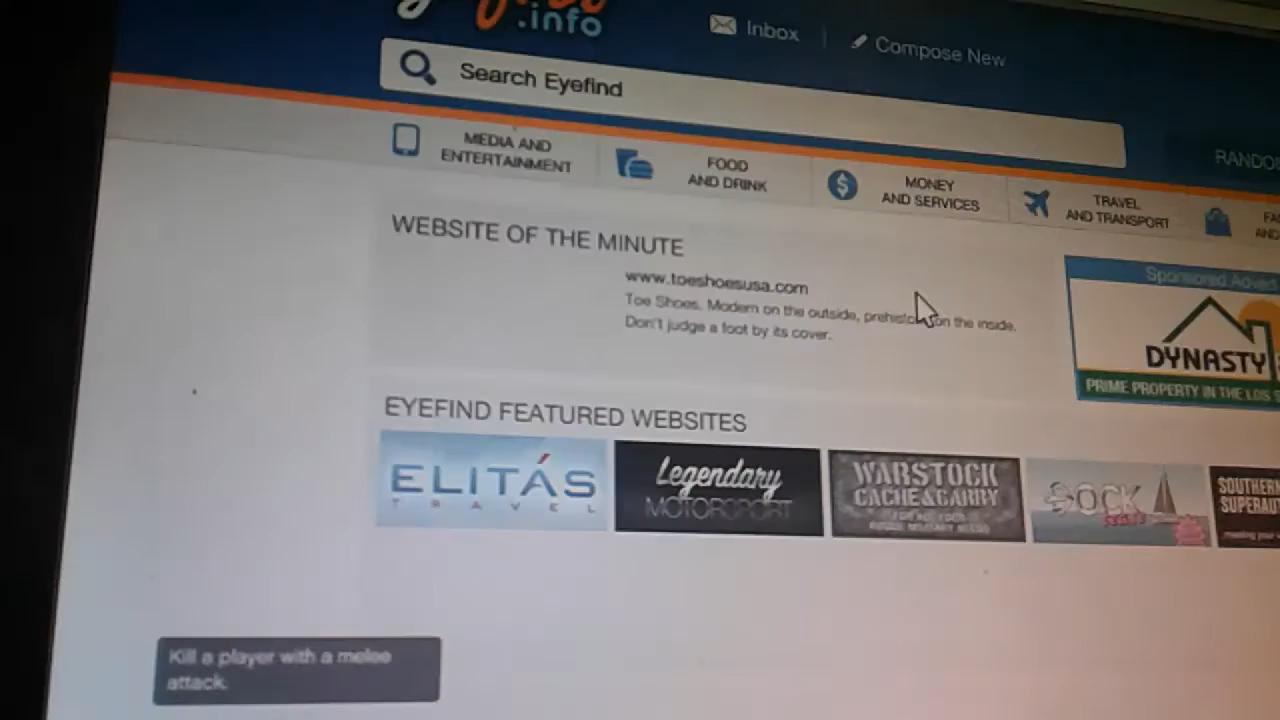 .info
Inbox
Compose New
Search Eyefind
MEDIA AND
ENTERTAINMENT
FOOD
AND DRINK
MONEY
AND SERVICES
TRAVEL
AND TRANSPORT
WEBSITE OF THE MINUTE
www.toeshoesusa.com
Toe Shoes. Modern on the outside, on the inside.
Don't judge a foot by its cover.
Sponsored
DYNASTY
PRIME PROPERTY IN THE LOS
EYEFIND FEATURED WEBSITES
ELITÁS
TRAVEL
Legendary
MOTORSPORT
WARSTOCK
CACHE & CARRY
DOCK
SOUTHERN
Kill a player with a melee
attack.